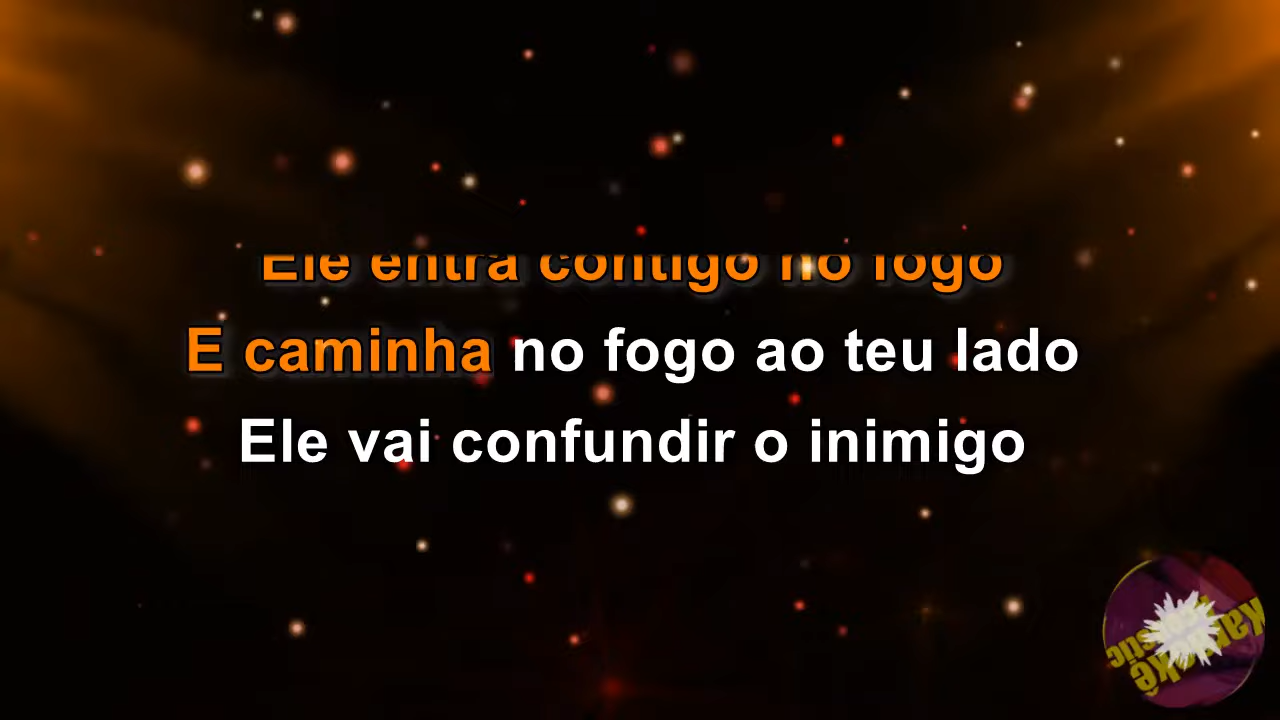 Ele entra contigo no fogo
E caminha no fogo ao teu lado
Ele vai confundir o inimigo